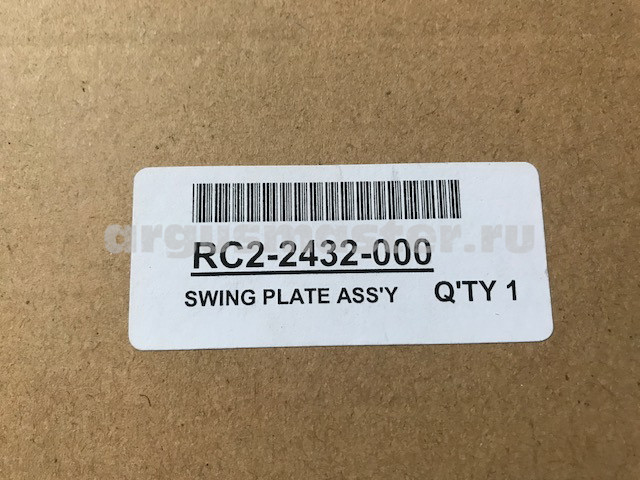 argusmaster.ru
RC2-2432-000
SWING PLATE ASS'Y Q'TY 1